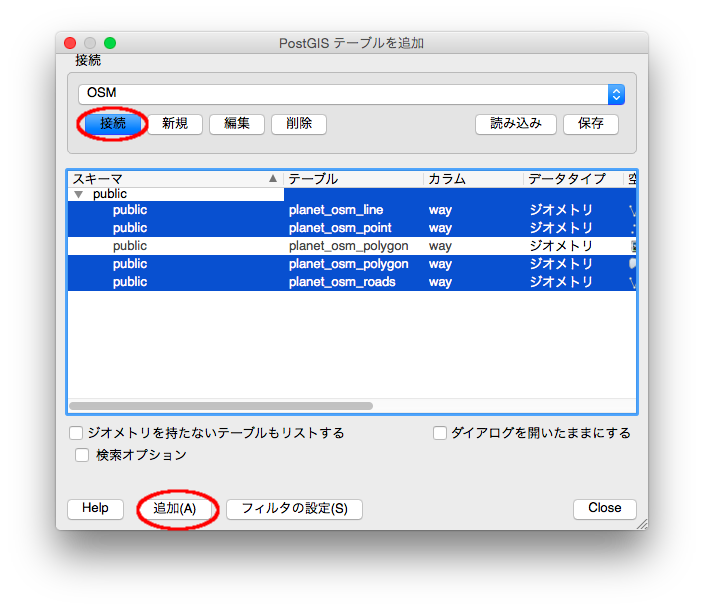 PostGIS テーブルを追加
接続
OSM
接続 新規 編集 削除 読み込み 保存
スキーマ テーブル カラム データタイプ 空
public
public planet_osm_line way ジオメトリ
public planet_osm_point way ジオメトリ
public planet_osm_polygon way ジオメトリ
public planet_osm_polygon way ジオメトリ
public planet_osm_roads way ジオメトリ
ジオメトリを持たないテーブルもリストする ダイアログを開いたままにする
検索オプション
Help 追加(A) フィルタの設定(S) Close